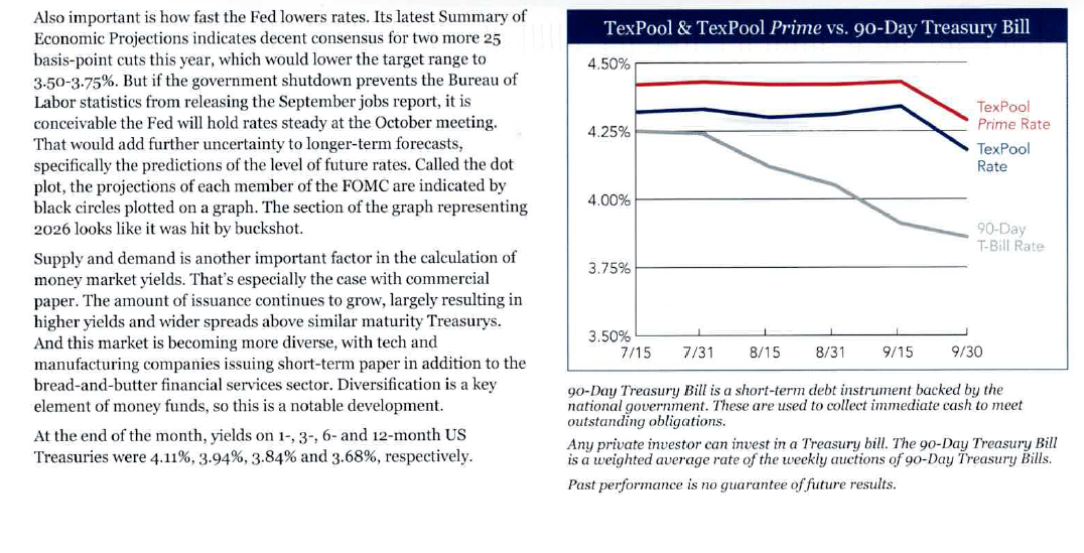 Also important is how fast the Fed lowers rates. Its latest Summary of
Economic Projections indicates decent consensus for two more 25
basis-point cuts this year, which would lower the target range to
3.50-3.75%. But if the government shutdown prevents the Bureau of
Labor statistics from releasing the September jobs report, it is
conceivable the Fed will hold rates steady at the October meeting.
That would add further uncertainty to longer-term forecasts,
specifically the predictions of the level of future rates. Called the dot
plot, the projections of each member of the FOMC are indicated by
black circles plotted on a graph. The section of the graph representing
2026 looks like it was hit by buckshot.
Supply and demand is another important factor in the calculation of
money market yields. That's especially the case with commercial
paper. The amount of issuance continues to grow, largely resulting in
higher yields and wider spreads above similar maturity Treasurys.
And this market is becoming more diverse, with tech and
manufacturing companies issuing short-term paper in addition to the
bread-and-butter financial services sector. Diversification is a key
element of money funds, so this is a notable development.
At the end of the month, yields on 1-, 3-, 6- and 12-month US
Treasuries were 4.11%, 3.94%, 3.84% and 3.68%, respectively.
TexPool & TexPool Prime vs. 90-Day Treasury Bill
4.50%
4.25%
4.00%
3.75%
3.50%
7/15 7/31 8/15 8/31 9/15 9/30
TexPool
Prime Rate
TexPool
Rate
90-Day
T-Bill Rate
90-Day Treasury Bill is a short-term debt instrument backed by the
national government. These are used to collect immediate cash to meet
outstanding obligations.
Any private investor can invest in a Treasury bill. The 90-Day Treasury Bill
is a weighted average rate of the weekly auctions of 90-Day Treasury Bills.
Past performance is no guarantee of future results.